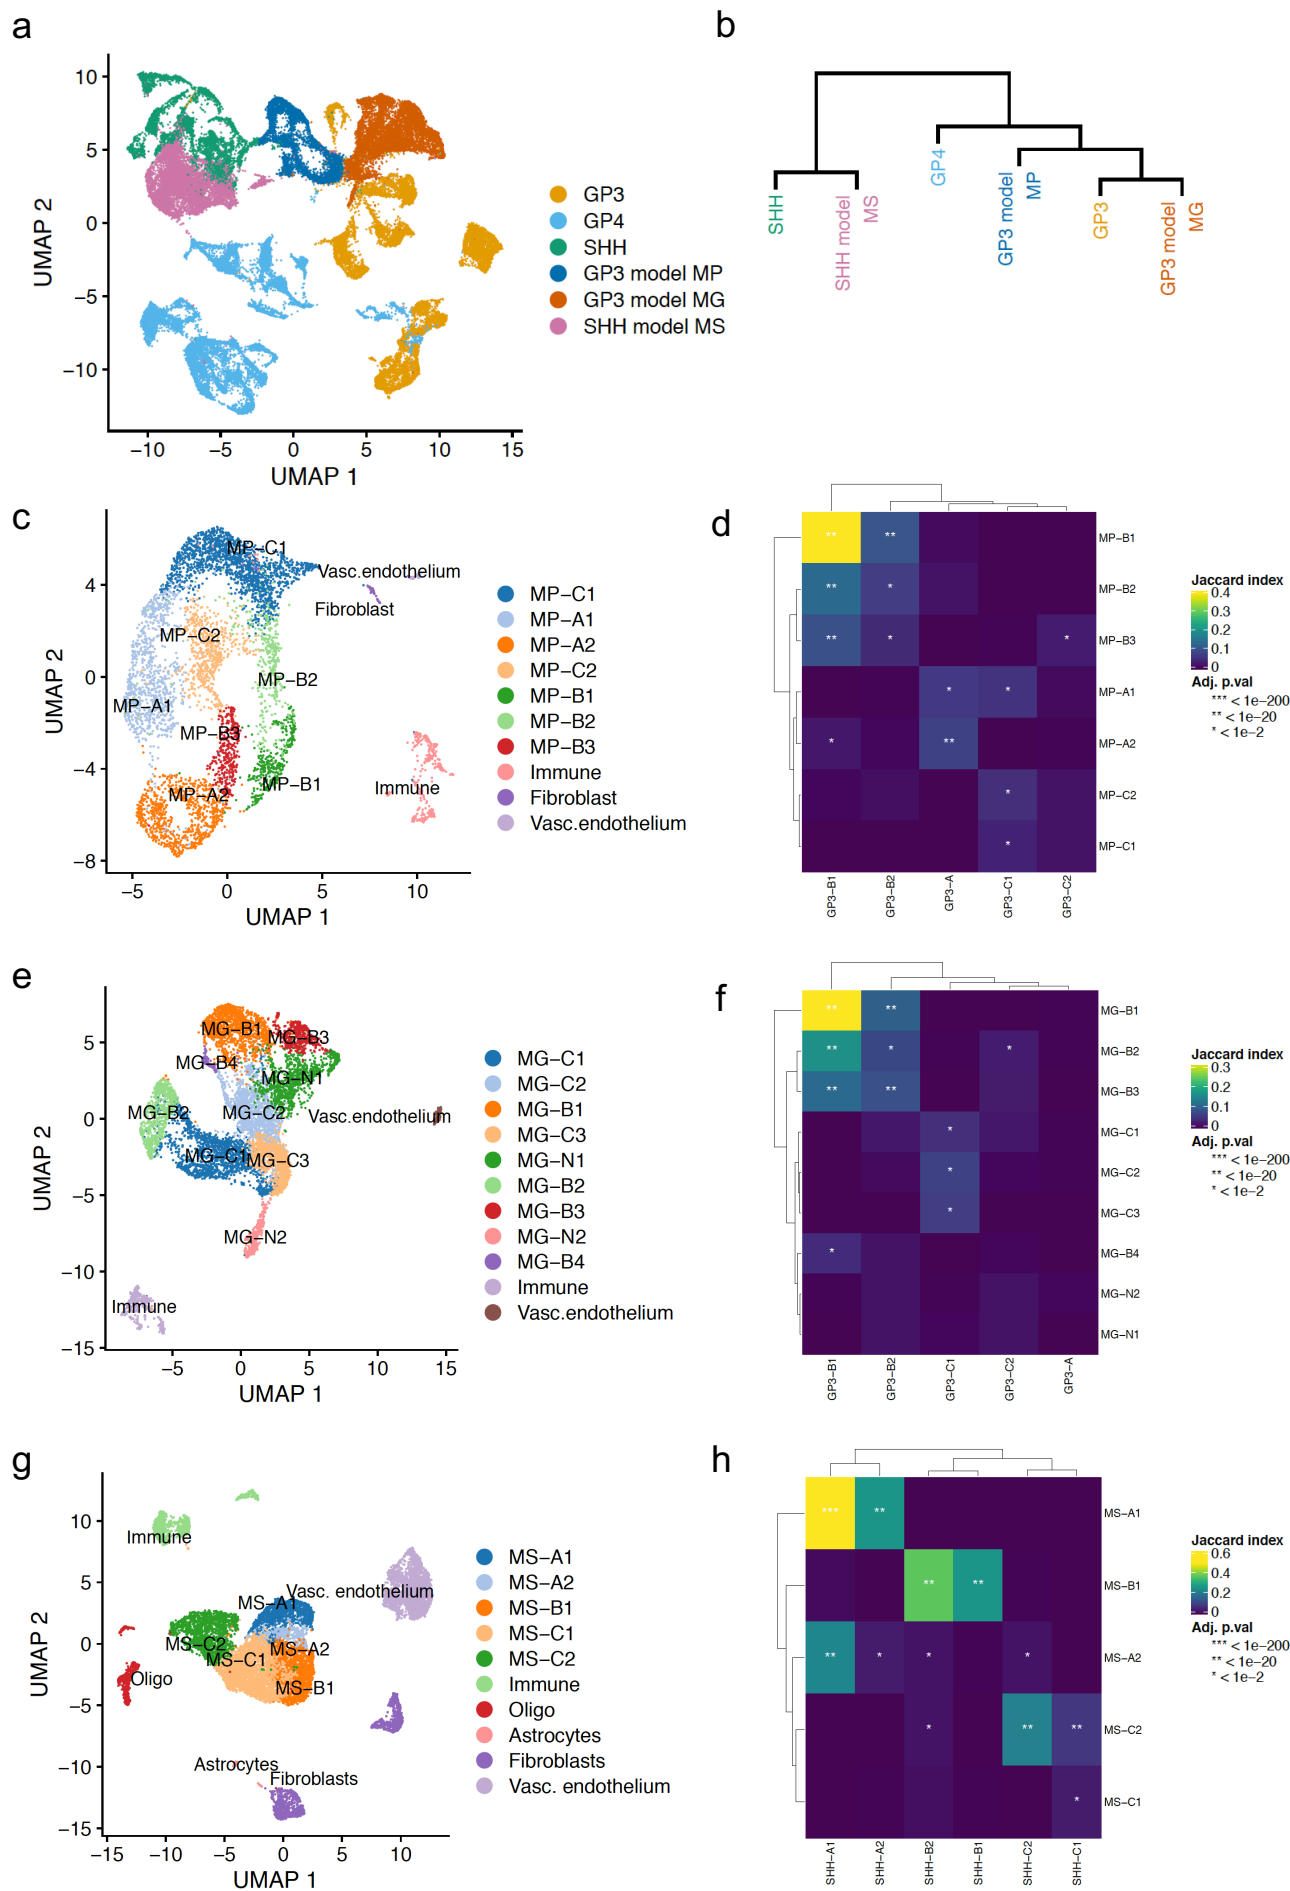 a
10
5
0
−5
−10
−10
−5
0
5
10
15
UMAP 1
UMAP 2
GP3
GP4
SHH
GP3 model MP
GP3 model MG
SHH model MS
b
SHH
SHH model
MS
GP4
GP3 model
MP
GP3
GP3 model
MG
c
4
0
−4
−8
−5
0
5
10
UMAP 1
UMAP 2
MP−C1
Vasc.endothelium
Fibroblast
MP−C2
MP−B2
MP−A1
MP−B3
MP−B1
MP−A2
Immune
MP−C1
MP−A1
MP−A2
MP−C2
MP−B1
MP−B2
MP−B3
Immune
Fibroblast
Vasc.endothelium
d
** **
** *
** * *
* *
* **
*
*
MP−B1
MP−B2
MP−B3
MP−A1
MP−A2
MP−C2
MP−C1
GP3−B1
GP3−B2
GP3−A
GP3−C1
GP3−C2
Jaccard index
0.4
0.3
0.2
0.1
0
Adj. p.val
*** < 1e−200
** < 1e−20
* < 1e−2
e
5
0
−5
−10
−15
−5
0
5
10
15
UMAP 1
UMAP 2
MG−B1
MG−B3
MG−B4
MG−N1
MG−B2
MG−C2
Vasc.endothelium
MG−C1
MG−C3
MG−N2
Immune
MG−C1
MG−C2
MG−B1
MG−C3
MG−N1
MG−B2
MG−B3
MG−N2
MG−B4
Immune
Vasc.endothelium
f
** **
** * *
** **
*
*
*
*
MG−B1
MG−B2
MG−B3
MG−C1
MG−C2
MG−C3
MG−B4
MG−N2
MG−N1
GP3−B1
GP3−B2
GP3−C1
GP3−C2
GP3−A
Jaccard index
0.3
0.2
0.1
0
Adj. p.val
*** < 1e−200
** < 1e−20
* < 1e−2
g
10
5
0
−5
−10
−15
−15
−10
−5
0
5
10
UMAP 1
UMAP 2
Immune
Vasc. endothelium
MS−A1
MS−C2
MS−A2
MS−C1
Oligo
MS−B1
Astrocytes
Fibroblasts
MS−A1
MS−A2
MS−B1
MS−C1
MS−C2
Immune
Oligo
Astrocytes
Fibroblasts
Vasc. endothelium
h
*** **
** **
** * * *
* ** **
*
MS−A1
MS−B1
MS−A2
MS−C2
MS−C1
SHH−A1
SHH−A2
SHH−B2
SHH−B1
SHH−C2
SHH−C1
Jaccard index
0.6
0.4
0.2
0
Adj. p.val
*** < 1e−200
** < 1e−20
* < 1e−2